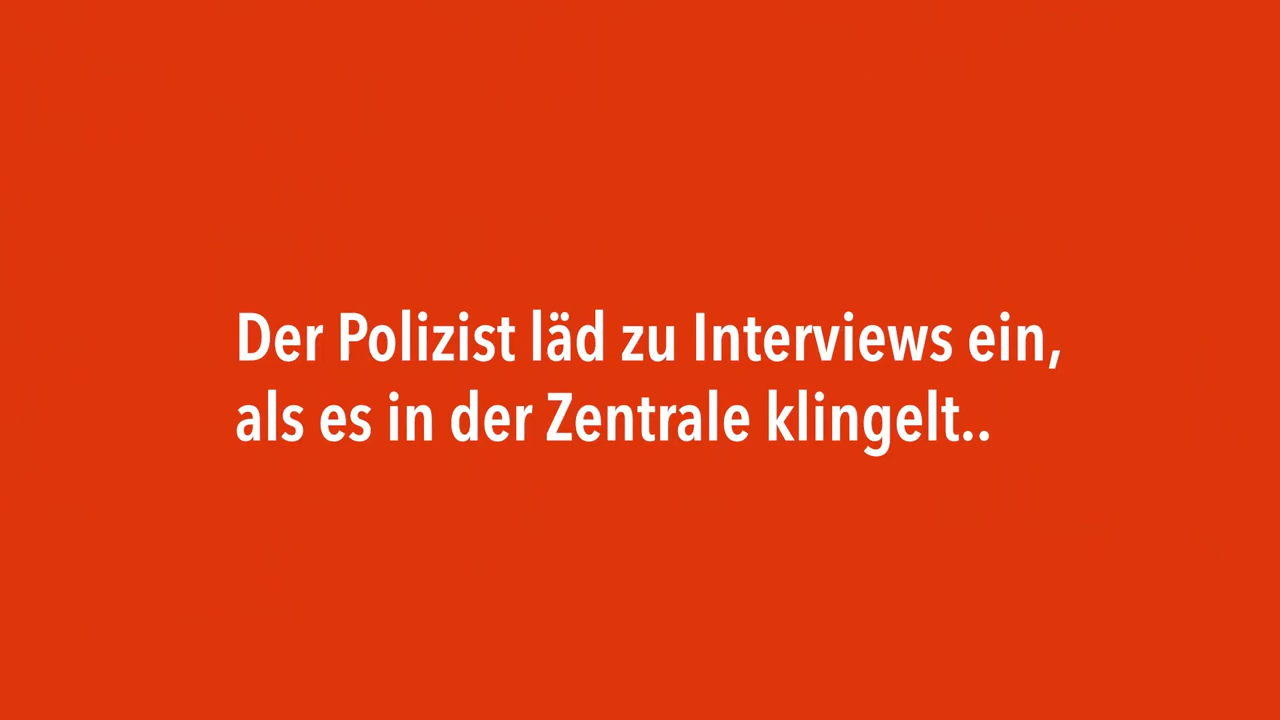 Der Polizist läd zu Interviews ein,
als es in der Zentrale klingelt..